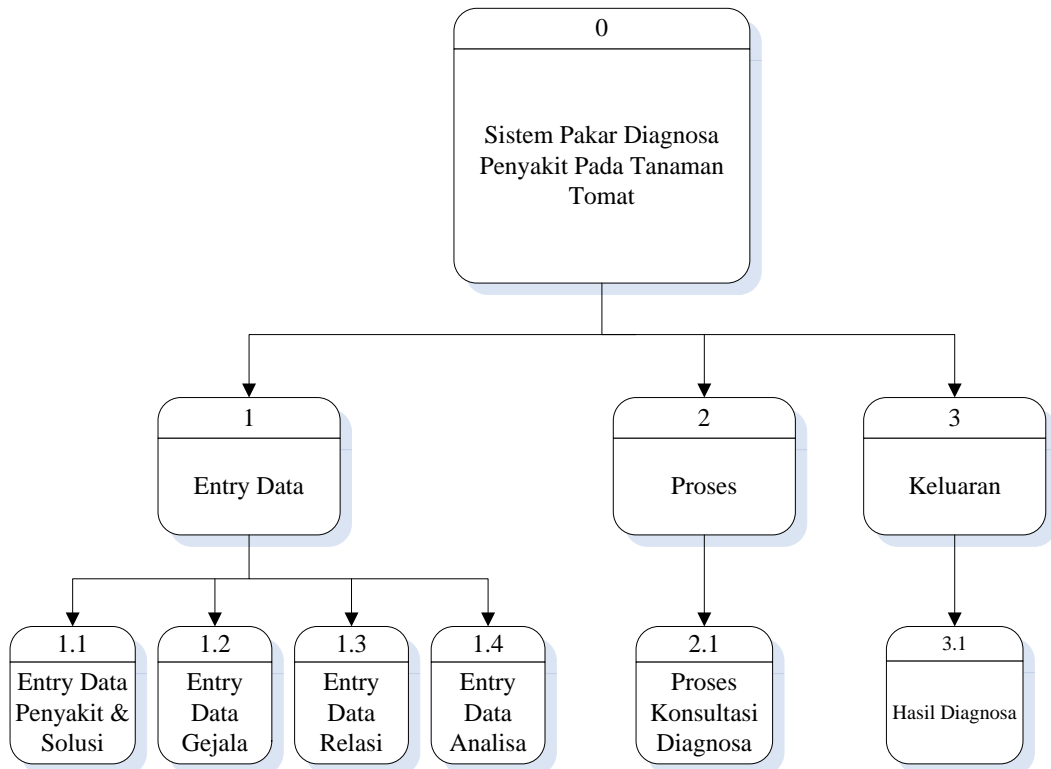 0
Sistem Pakar Diagnosa
Penyakit Pada Tanaman
Tomat
1
Entry Data
2
Proses
3
Keluaran
1.1
Entry Data
Penyakit &
Solusi
1.2
Entry
Data
Gejala
1.3
Entry
Data
Relasi
1.4
Entry
Data
Analisa
2.1
Proses
Konsultasi
Diagnosa
3.1
Hasil Diagnosa